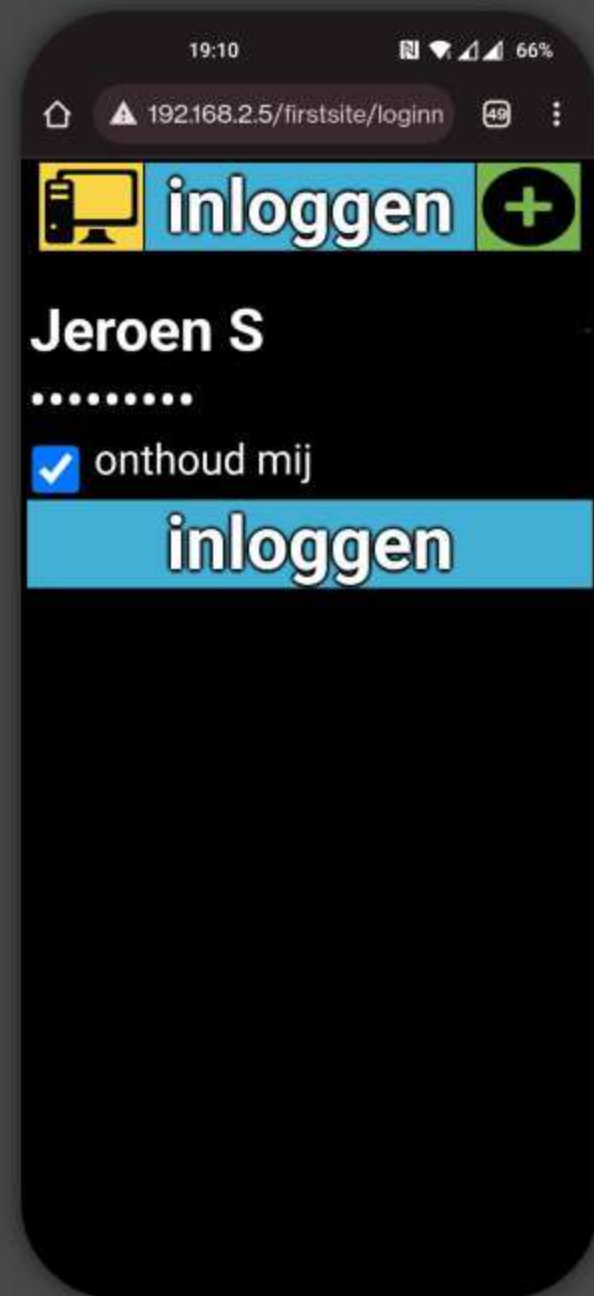 19:10 66%
192.168.2.5/firstsite/loginn 49
inloggen
Jeroen S
•••••••••
onthoud mij
inloggen